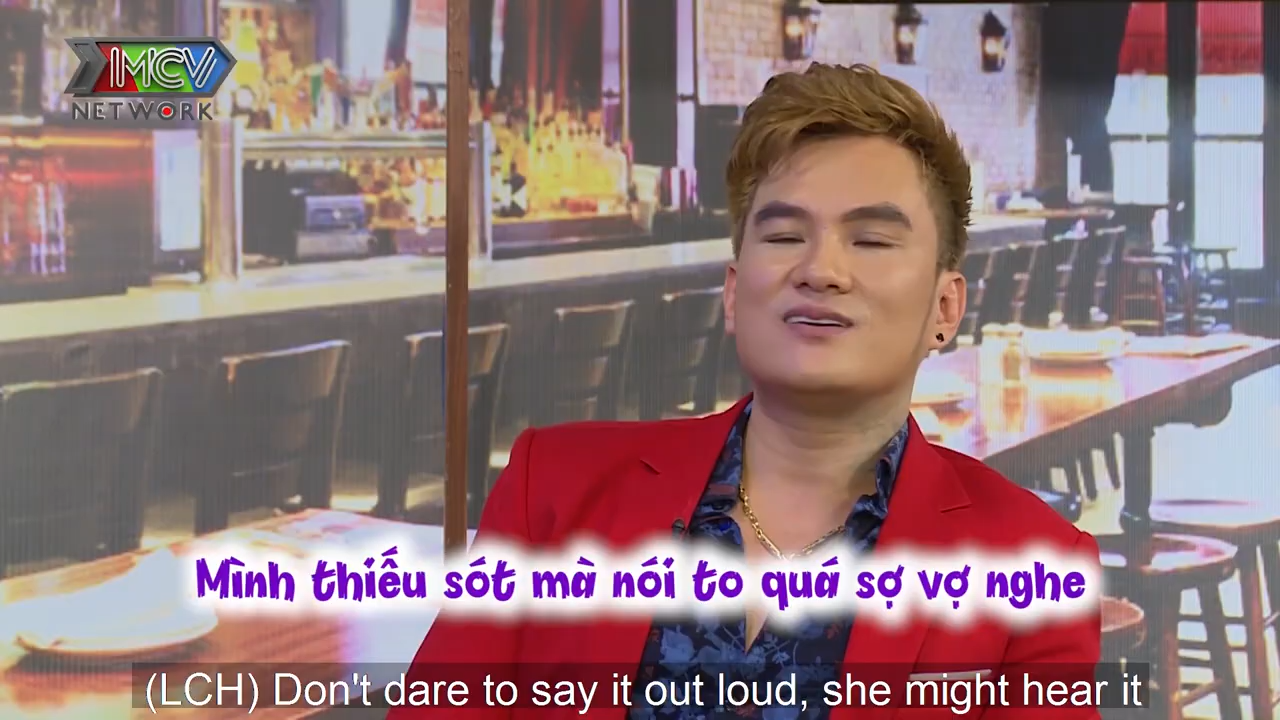 MCV
NETWORK
Mình thiếu sót mà nói to quá sợ vợ nghe
(LCH) Don't dare to say it out loud, she might hear it